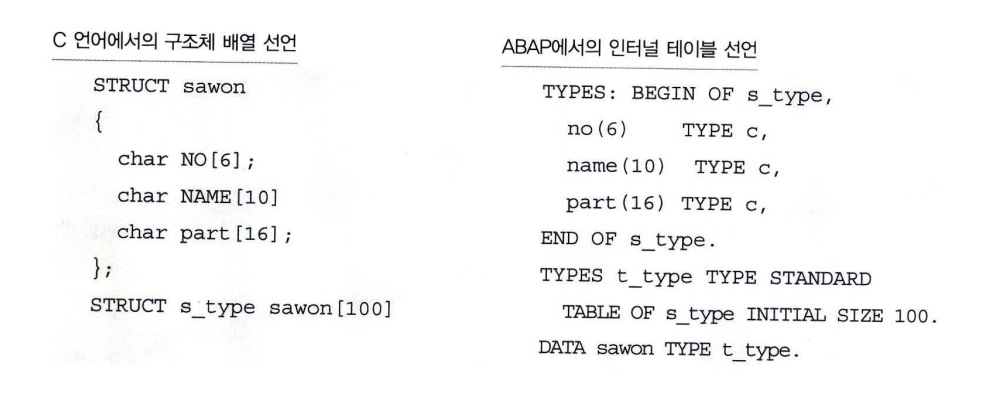 C 언어에서의 구조체 배열 선언
STRUCT sawon
{
char NO[6];
char NAME[10]
char part[16];
};
STRUCT s_type sawon[100]
ABAP에서의 인터널 테이블 선언
TYPES: BEGIN OF s_type,
no(6) TYPE c,
name(10) TYPE c,
part(16) TYPE c,
END OF s_type.
TYPES t_type TYPE STANDARD
TABLE OF s_type INITIAL SIZE 100.
DATA sawon TYPE t_type.